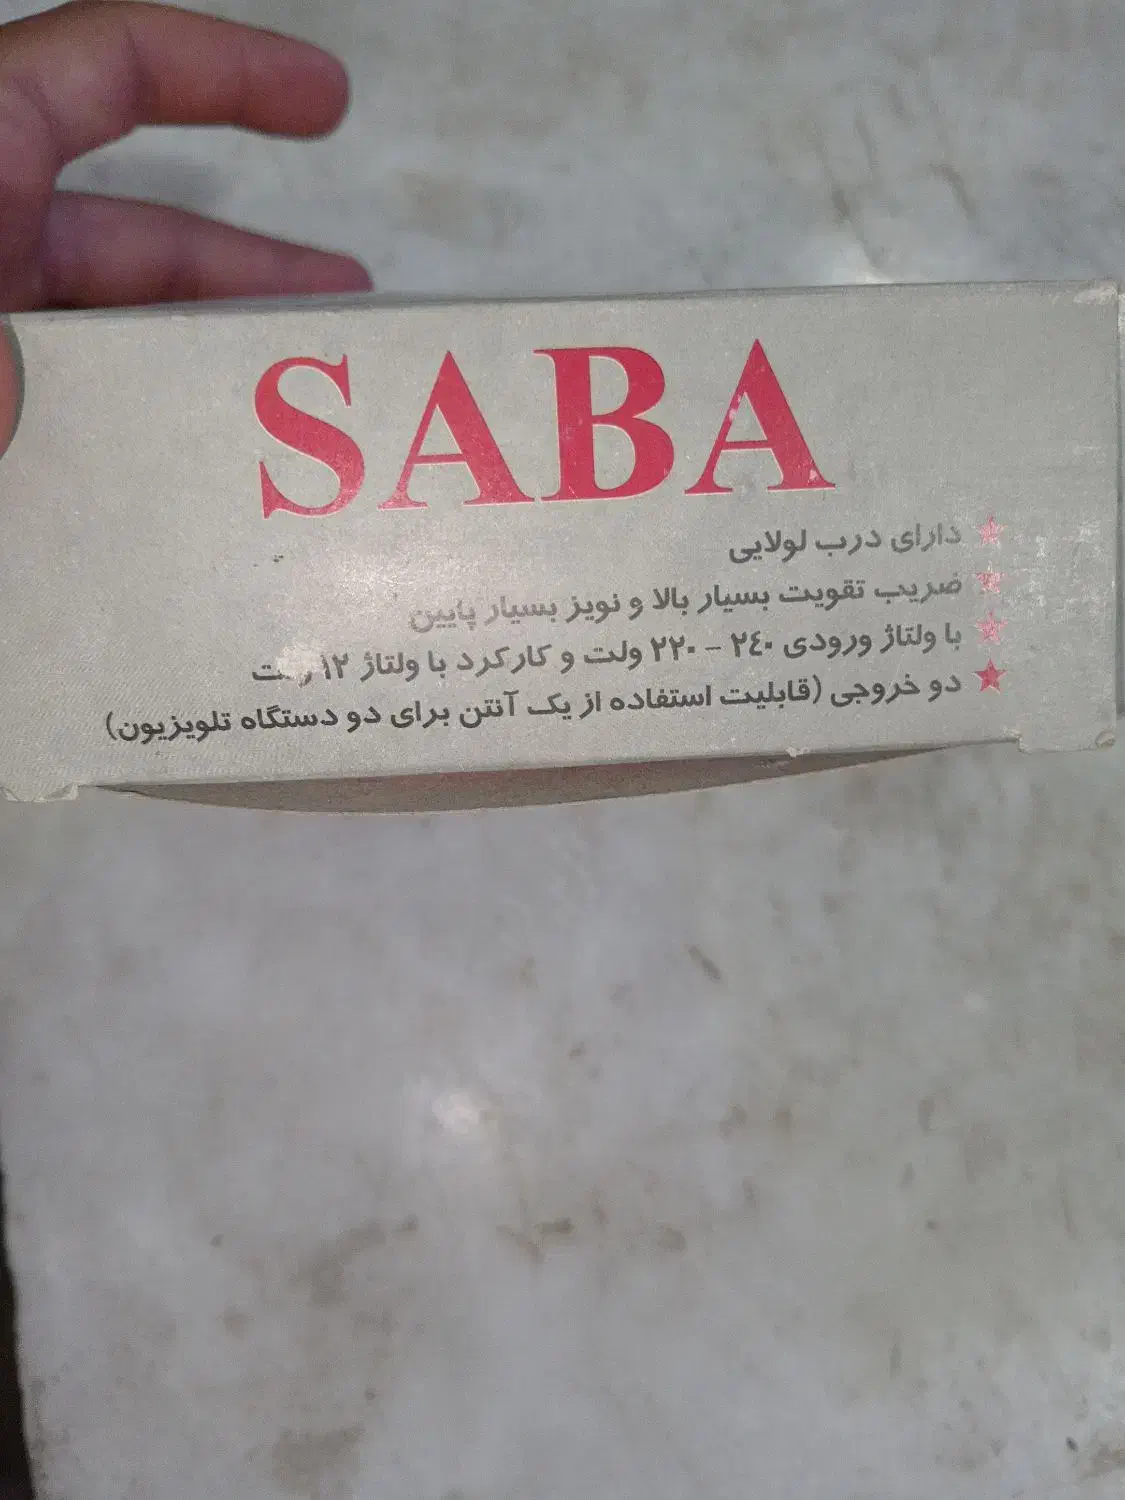 SABA
دارای درب لولایی
ضریب تقویت بسیار بالا و نویز بسیار پایین
با ولتاژ ورودی ۲۴۰ - ۲۲۰ ولت و کارکرد با ولتاژ ۱۲
دو خروجی (قابلیت استفاده از یک آنتن برای دو دستگاه تلویزیون)